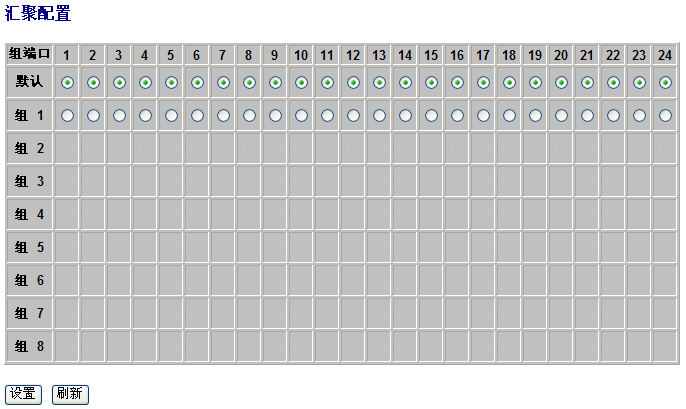 汇聚配置
组端口 1 2 3 4 5 6 7 8 9 10 11 12 13 14 15 16 17 18 19 20 21 22 23 24
默认
组 1
组 2
组 3
组 4
组 5
组 6
组 7
组 8
设置 刷新